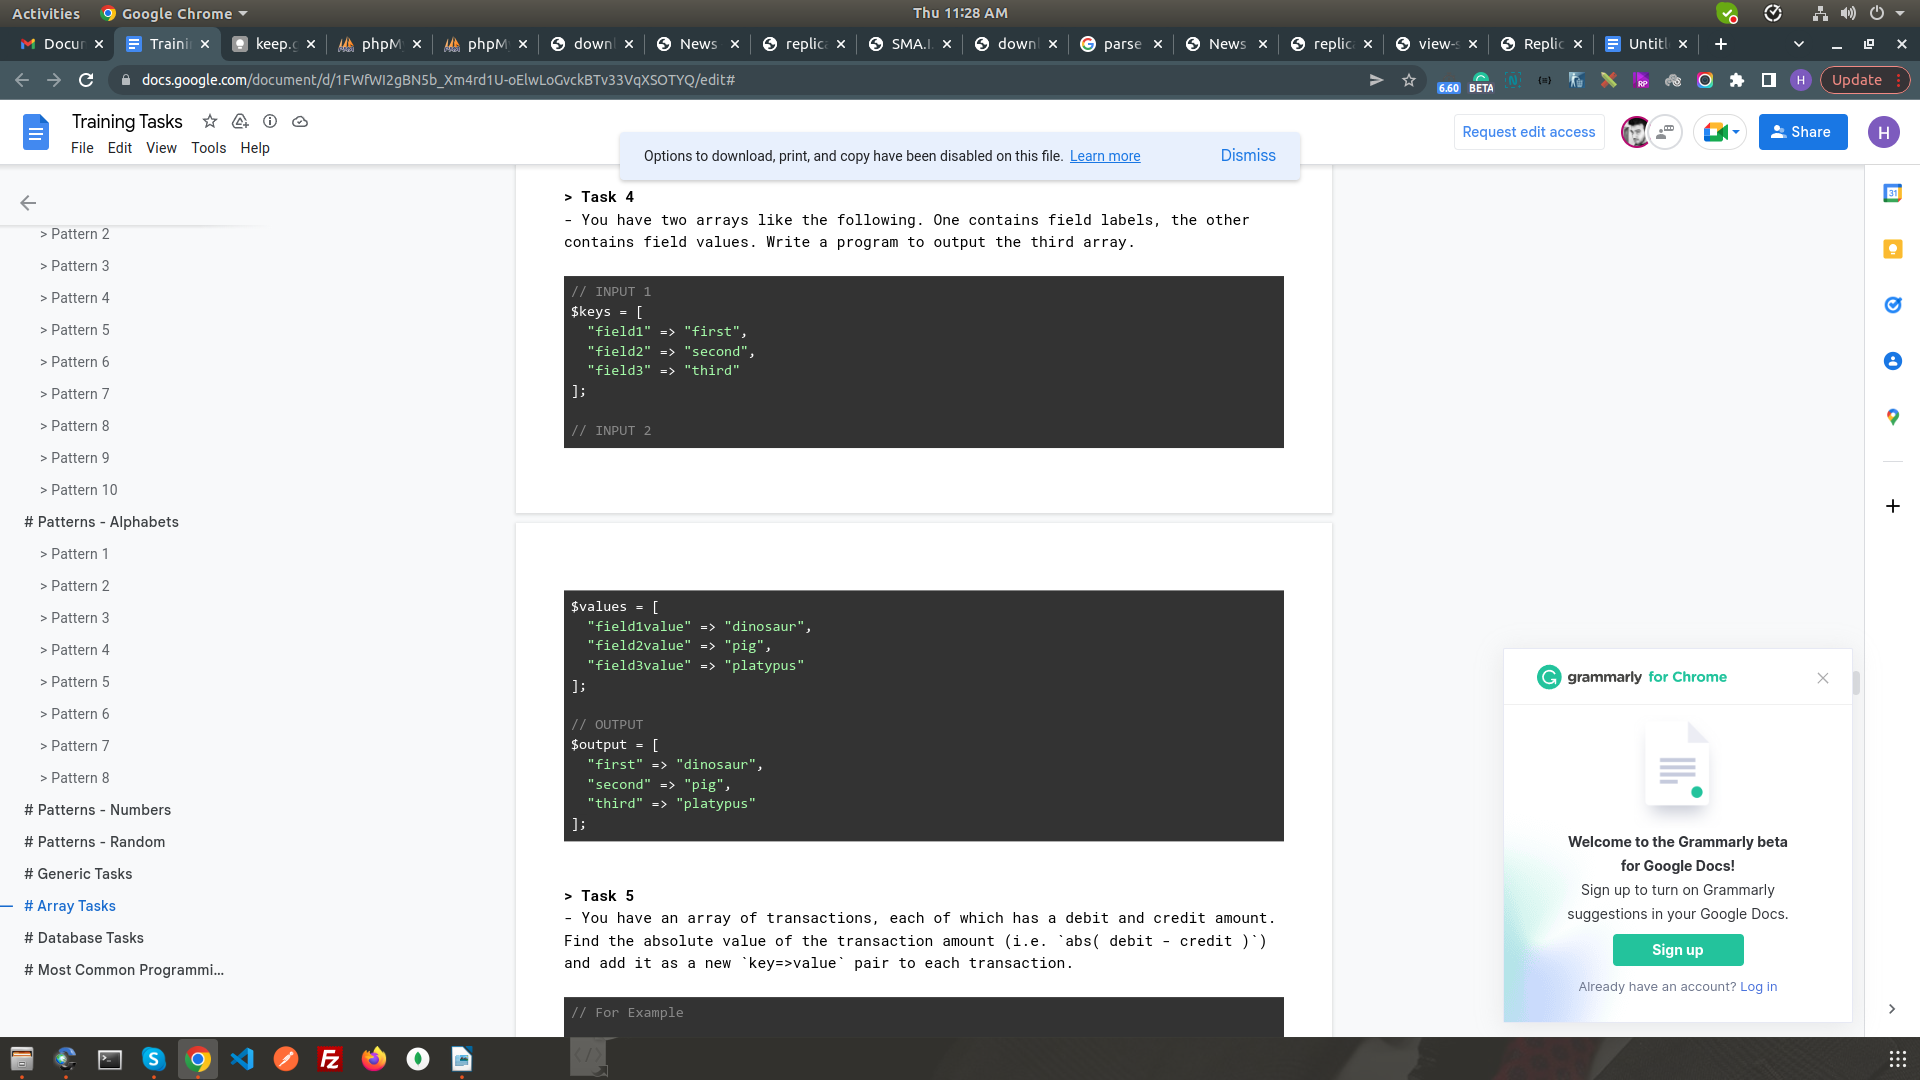 Activities
Google Chrome
Thu 11:28 AM
Docur
Traini
keep.g
phpM
phpM
down
News
replica
SMA.I
down
parse
News
replic
view-s
Replic
Untitl
docs.google.com/document/d/1FWfWI2gBN5b_Xm4rd1U-oElwLoGvckBTv33VqXSOTYQ/edit#
6.60
BETA
RP
H
Update
Training Tasks
File Edit View Tools Help
Options to download, print, and copy have been disabled on this file. Learn more
Dismiss
Request edit access
Share
H
> Pattern 2
> Pattern 3
> Pattern 4
> Pattern 5
> Pattern 6
> Pattern 7
> Pattern 8
> Pattern 9
> Pattern 10
# Patterns - Alphabets
> Pattern 1
> Pattern 2
> Pattern 3
> Pattern 4
> Pattern 5
> Pattern 6
> Pattern 7
> Pattern 8
# Patterns - Numbers
# Patterns - Random
# Generic Tasks
# Array Tasks
# Database Tasks
# Most Common Programmi...
> Task 4
- You have two arrays like the following. One contains field labels, the other
contains field values. Write a program to output the third array.
// INPUT 1
$keys = [
"field1" => "first",
"field2" => "second",
"field3" => "third"
];
// INPUT 2
$values = [
"field1value" => "dinosaur",
"field2value" => "pig",
"field3value" => "platypus"
];
// OUTPUT
$output = [
"first" => "dinosaur",
"second" => "pig",
"third" => "platypus"
];
> Task 5
- You have an array of transactions, each of which has a debit and credit amount.
Find the absolute value of the transaction amount (i.e. `abs( debit - credit )`)
and add it as a new `key=>value` pair to each transaction.
// For Example
31
grammarly for Chrome
Welcome to the Grammarly beta
for Google Docs!
Sign up to turn on Grammarly
suggestions in your Google Docs.
Sign up
Already have an account? Log in